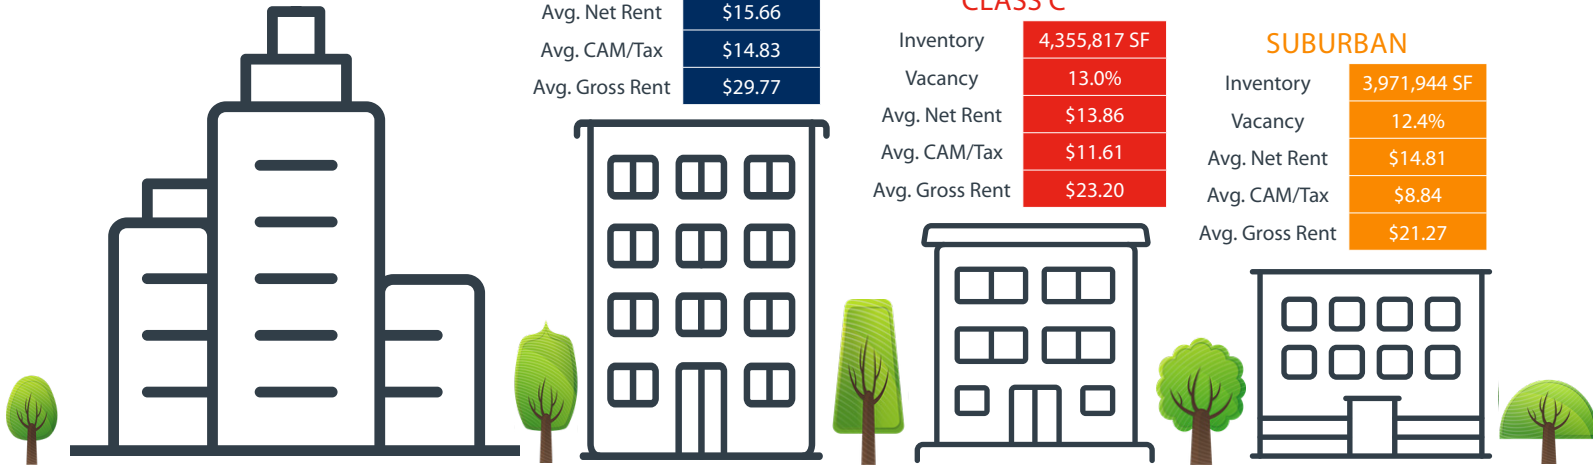 Avg. Net Rent $15.66
Avg. CAM/Tax $14.83
Avg. Gross Rent $29.77
CLASS C
Inventory 4,355,817 SF
Vacancy 13.0%
Avg. Net Rent $13.86
Avg. CAM/Tax $11.61
Avg. Gross Rent $23.20
SUBURBAN
Inventory 3,971,944 SF
Vacancy 12.4%
Avg. Net Rent $14.81
Avg. CAM/Tax $8.84
Avg. Gross Rent $21.27